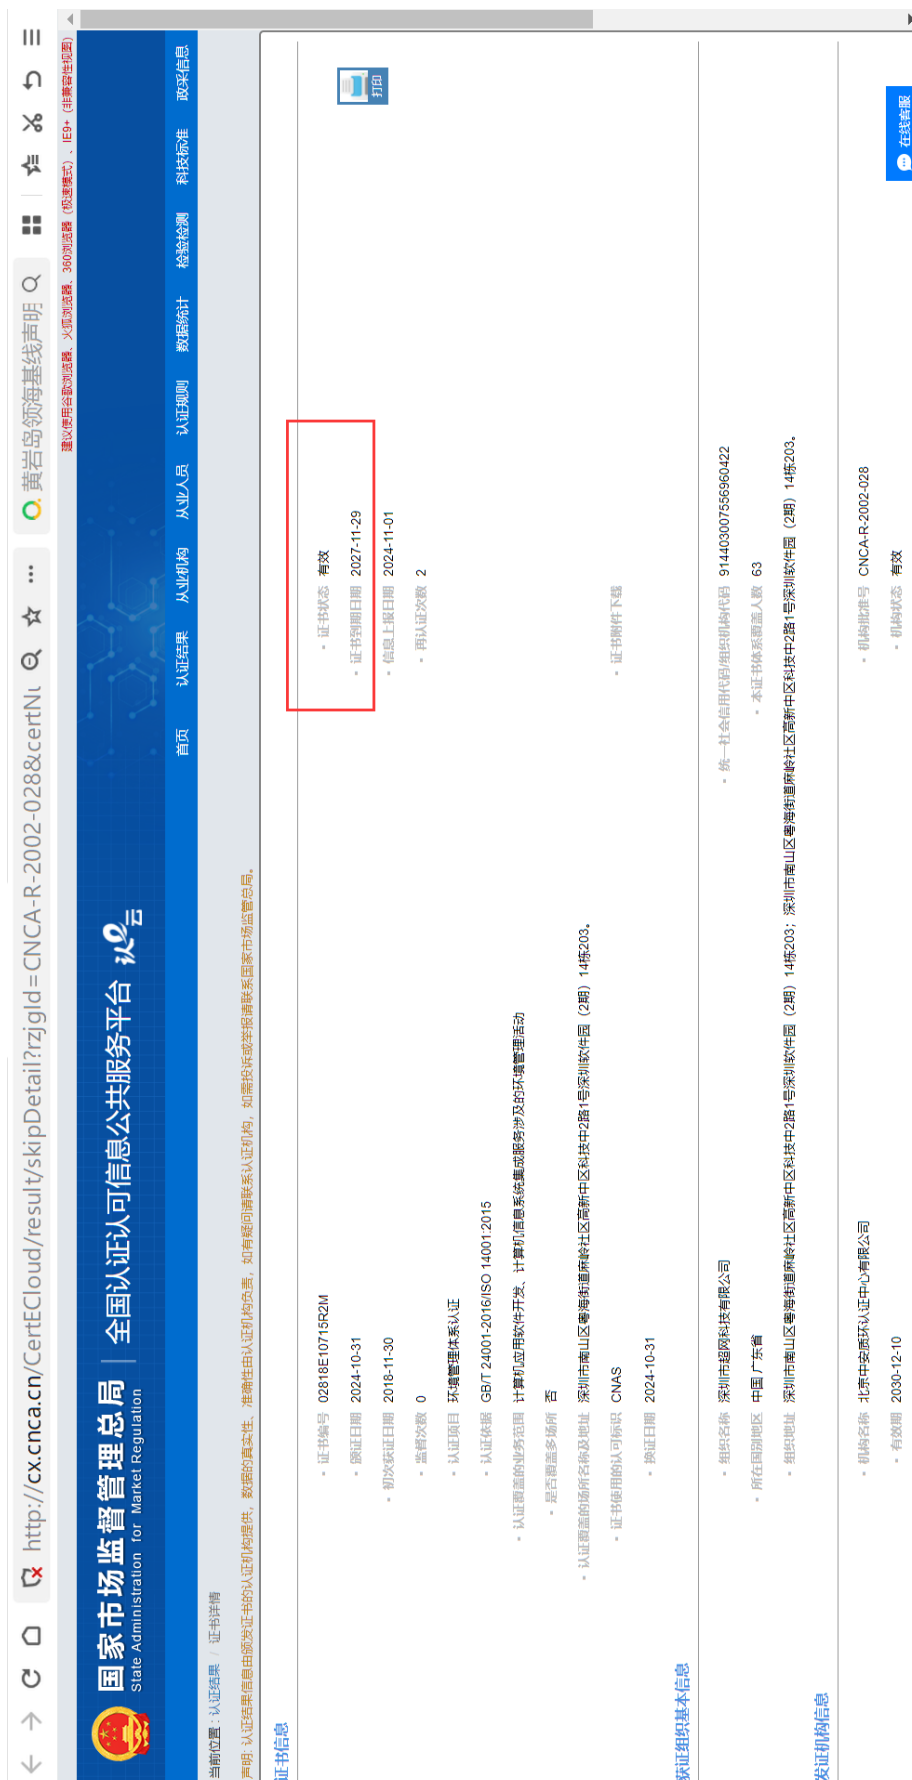 http://cx.cnca.cn/CertECloud/result/skipDetail?rzjgId=CNCA-R-2002-028&certNu
黄岩岛领海基线声明
建议使用谷歌浏览器、火狐浏览器、360浏览器（极速模式）、IE9+（非兼容性视图）
国家市场监督管理总局
State Administration for Market Regulation
全国认证认可信息公共服务平台
认e云
首页 认证结果 从业机构 从业人员 认证规则 数据统计 检验检测 科技标准 政采信息
当前位置：认证结果 / 证书详情
声明: 认证结果信息由颁发证书的认证机构提供，数据的真实性、准确性由认证机构负责，如有疑问请联系认证机构，如需投诉或举报请联系国家市场监管总局。
证书信息
打印
证书编号 02818E10715R2M
证书状态 有效
颁证日期 2024-10-31
证书到期日期 2027-11-29
初次获证日期 2018-11-30
信息上报日期 2024-11-01
监督次数 0
再认证次数 2
认证项目 环境管理体系认证
认证依据 GB/T 24001-2016/ISO 14001:2015
认证覆盖的业务范围 计算机应用软件开发、计算机信息系统集成服务涉及的环境管理活动
是否覆盖多场所 否
认证覆盖的场所名称及地址 深圳市南山区粤海街道麻岭社区高新中区科技中2路1号深圳软件园（2期）14栋203。
证书使用的认可标识 CNAS
证书附件下载
换证日期 2024-10-31
获证组织基本信息
组织名称 深圳市超网科技有限公司
统一社会信用代码/组织机构代码 914403007556960422
所在国别地区 中国 广东省
本证书体系覆盖人数 63
组织地址 深圳市南山区粤海街道麻岭社区高新中区科技中2路1号深圳软件园（2期）14栋203；深圳市南山区粤海街道麻岭社区高新中区科技中2路1号深圳软件园（2期）14栋203。
发证机构信息
机构名称 北京中安质环认证中心有限公司
机构批准号 CNCA-R-2002-028
有效期 2030-12-10
机构状态 有效
在线客服